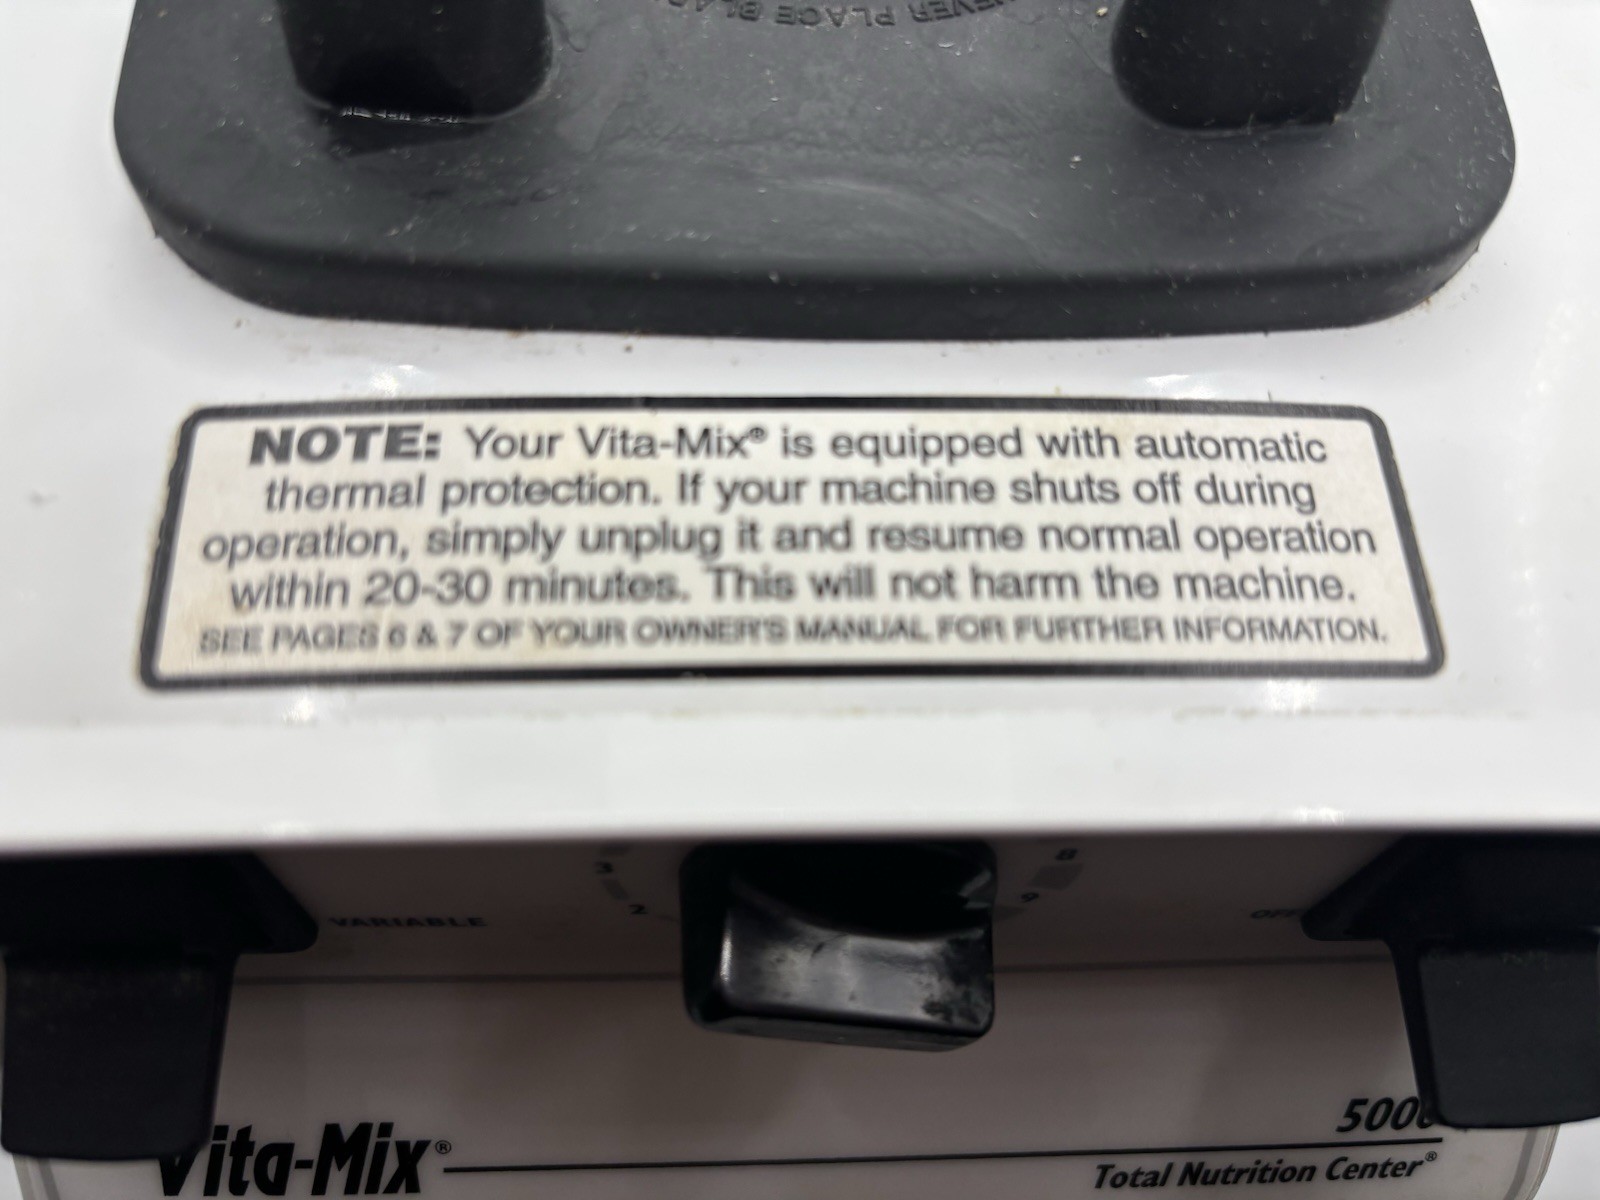 NEVER PLACE
NOTE: Your Vita-Mix® is equipped with automatic
thermal protection. If your machine shuts off during
operation, simply unplug it and resume normal operation
within 20-30 minutes. This will not harm the machine.
SEE PAGES 6 & 7 OF YOUR OWNER'S MANUAL FOR FURTHER INFORMATION.
3 8
2 9
VARIABLE
Vita-Mix®
Total Nutrition Center®